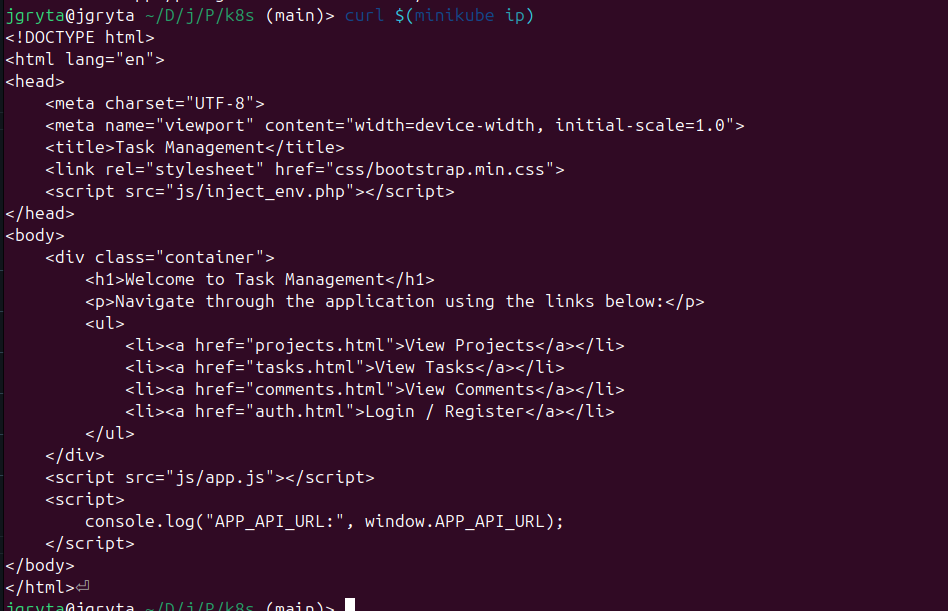 jgryta@jgryta ~/D/j/P/k8s (main)> curl $(minikube ip)
<!DOCTYPE html>
<html lang="en">
<head>
    <meta charset="UTF-8">
    <meta name="viewport" content="width=device-width, initial-scale=1.0">
    <title>Task Management</title>
    <link rel="stylesheet" href="css/bootstrap.min.css">
    <script src="js/inject_env.php"></script>
</head>
<body>
    <div class="container">
        <h1>Welcome to Task Management</h1>
        <p>Navigate through the application using the links below:</p>
        <ul>
            <li><a href="projects.html">View Projects</a></li>
            <li><a href="tasks.html">View Tasks</a></li>
            <li><a href="comments.html">View Comments</a></li>
            <li><a href="auth.html">Login / Register</a></li>
        </ul>
    </div>
    <script src="js/app.js"></script>
    <script>
        console.log("APP_API_URL:", window.APP_API_URL);
    </script>
</body>
</html>⏎
jgryta@jgryta ~/D/j/P/k8s (main)>